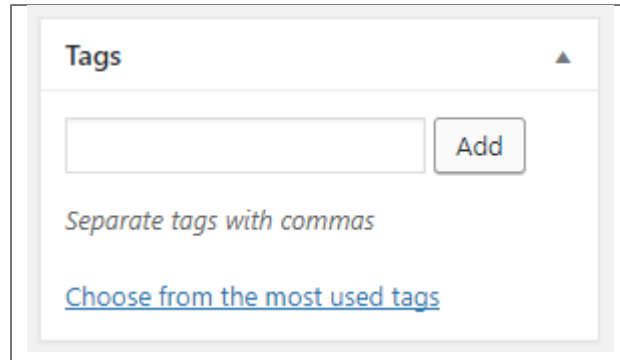 Tags
Add
Separate tags with commas
Choose from the most used tags